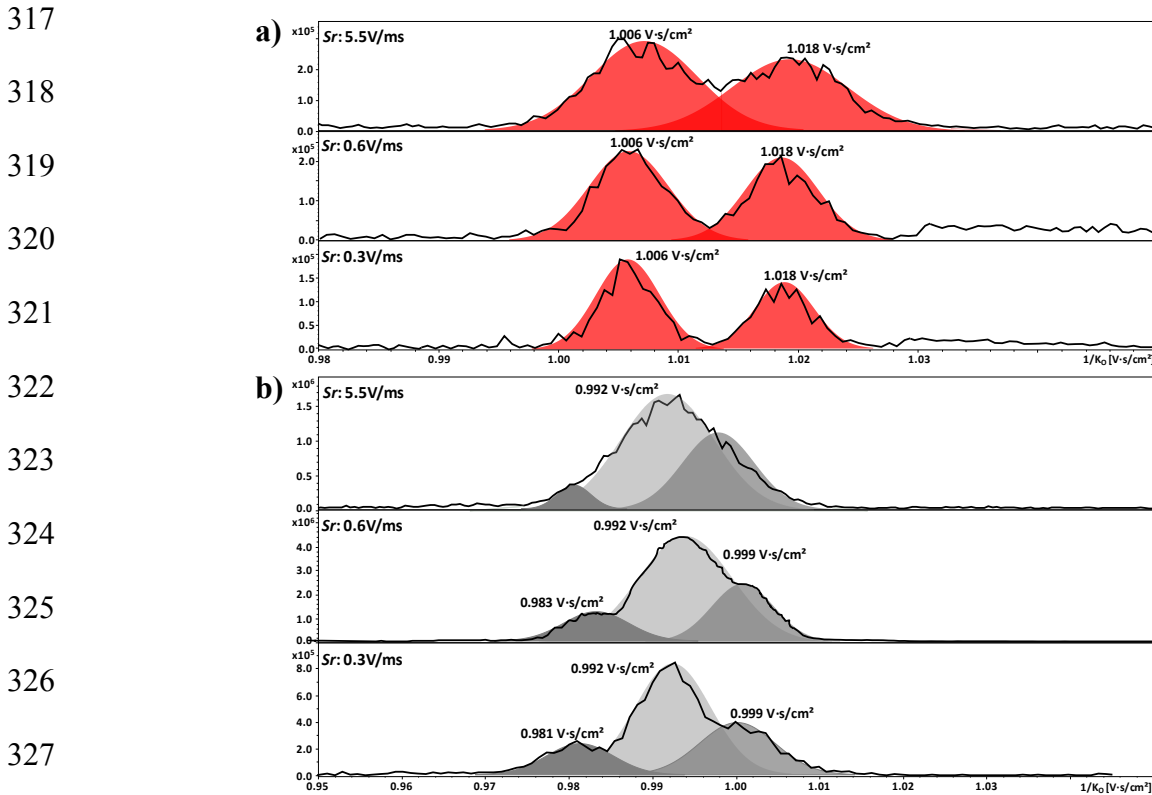 317
318
319
320
321
322
323
324
325
326
327
a)
Sr: 5.5V/ms
x10⁵
2.0
1.0
0.0
1.006 V·s/cm²
1.018 V·s/cm²
Sr: 0.6V/ms
x10⁵
2.0
1.0
0.0
1.006 V·s/cm²
1.018 V·s/cm²
Sr: 0.3V/ms
x10⁵
1.5
1.0
0.5
0.0
1.006 V·s/cm²
1.018 V·s/cm²
0.98 0.99 1.00 1.01 1.02 1.03 1/K₀ [V·s/cm²]
b)
Sr: 5.5V/ms
x10⁶
1.5
1.0
0.5
0.0
0.992 V·s/cm²
Sr: 0.6V/ms
x10⁶
4.0
2.0
1.0
0.0
0.992 V·s/cm²
0.999 V·s/cm²
0.983 V·s/cm²
Sr: 0.3V/ms
x10⁵
8.0
6.0
4.0
2.0
0.0
0.992 V·s/cm²
0.999 V·s/cm²
0.981 V·s/cm²
0.95 0.96 0.97 0.98 0.99 1.00 1.01 1.02 1.03 1/K₀ [V·s/cm²]